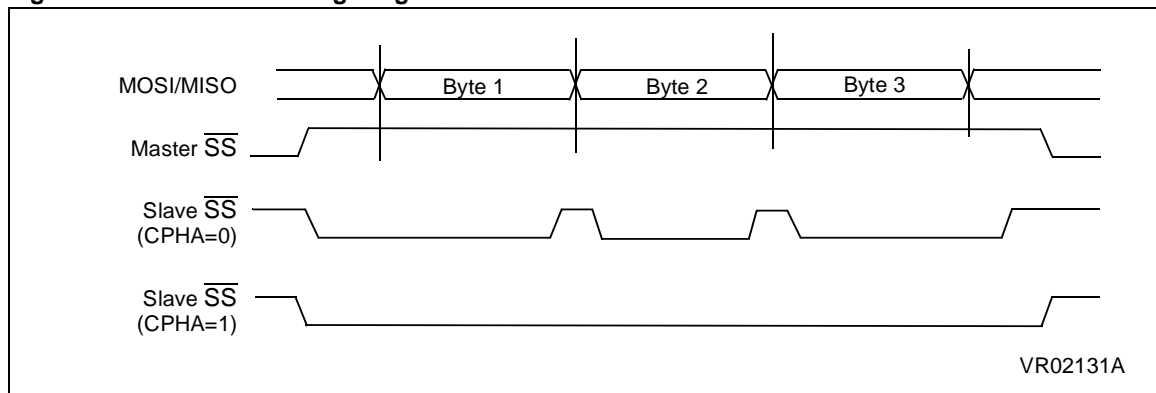 MOSI/MISO
Byte 1 Byte 2 Byte 3
Master SS
Slave SS
(CPHA=0)
Slave SS
(CPHA=1)
VR02131A